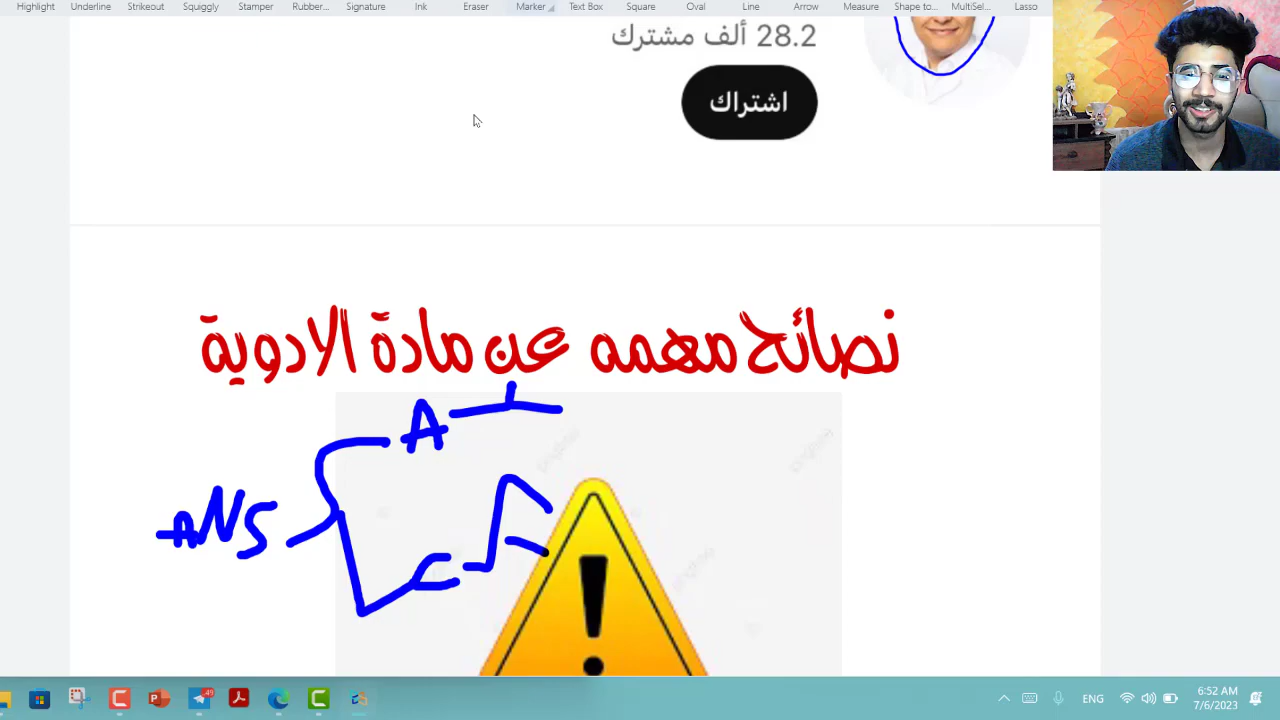 Highlight Underline Strikeout Squiggly Stamper Rubber... Signature Ink Eraser Marker Text Box Square Oval Line Arrow Measure Shape to... MultiSel... Lasso
28.2 ألف مشترك
اشتراك
نصائح مهمه عن مادة الادوية
A
ANS
C
!
49
ENG
6:52 AM
7/6/2023